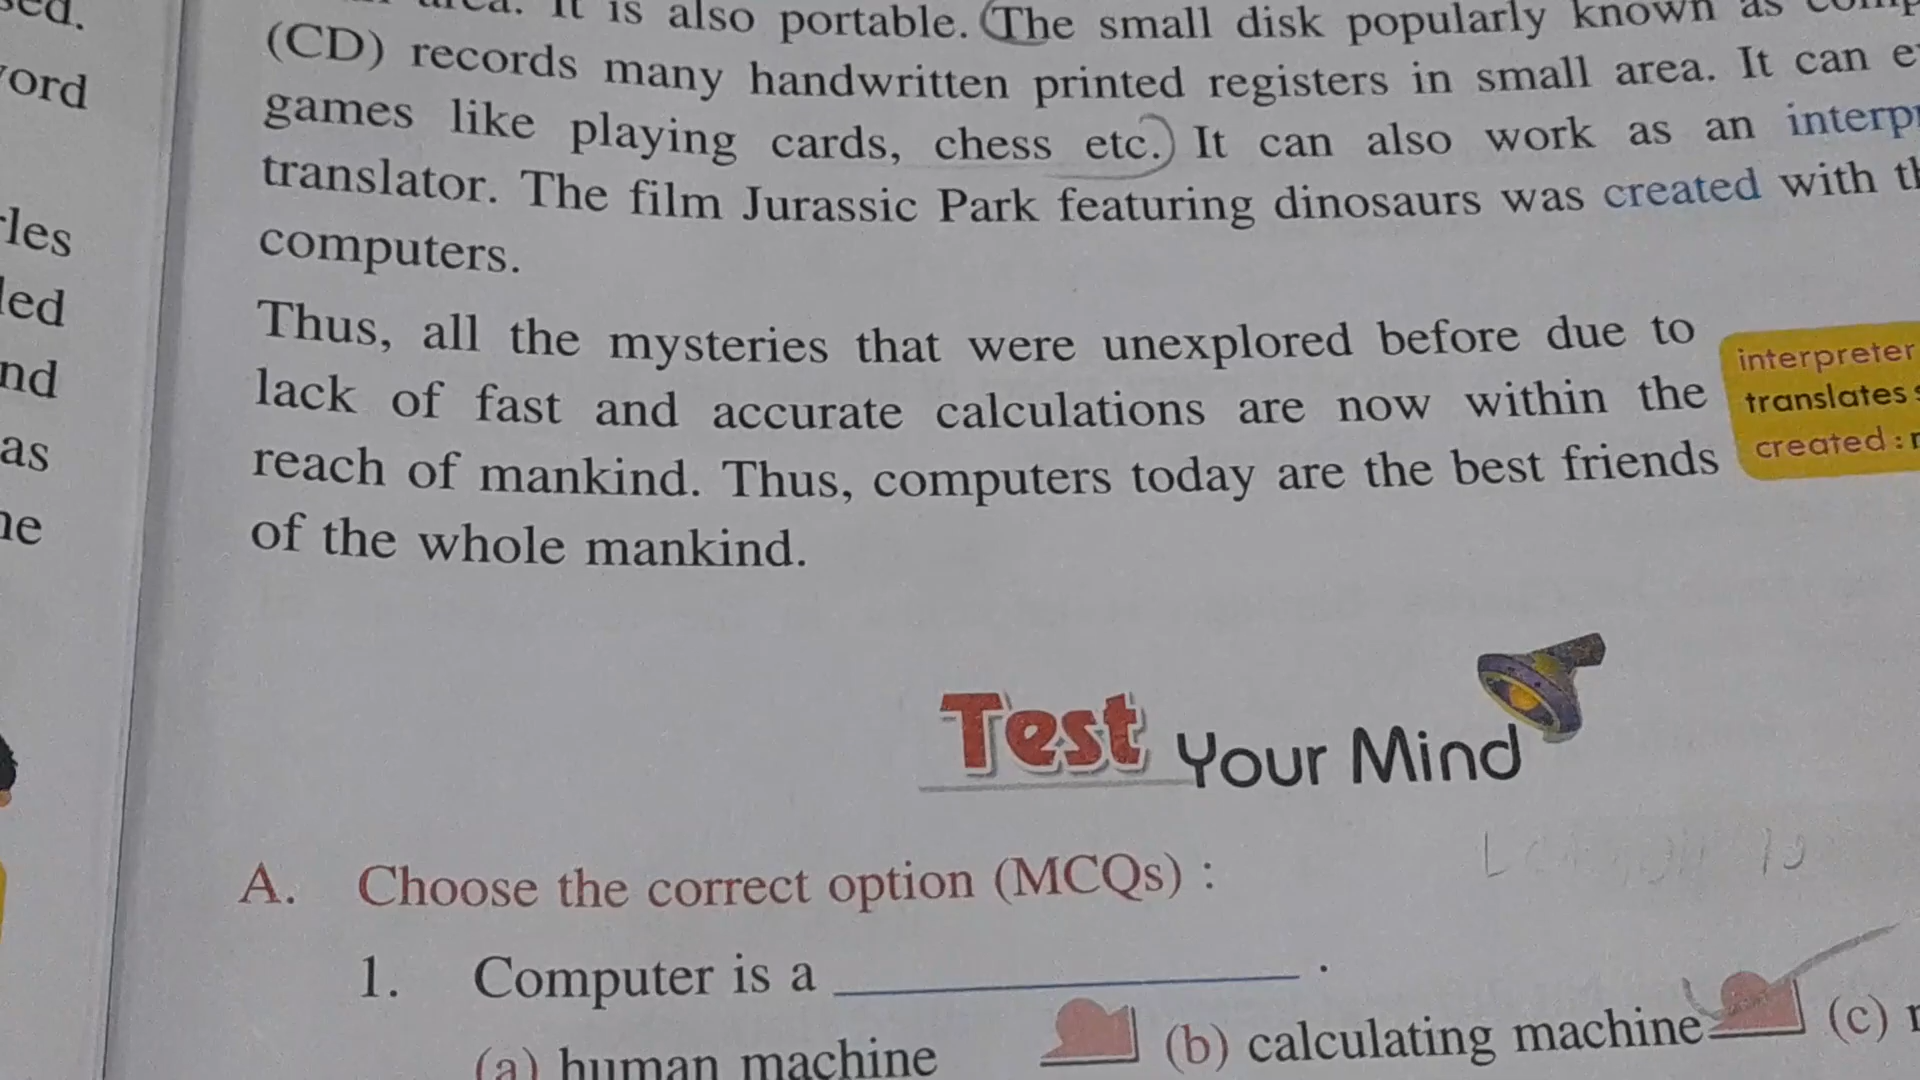 ord
les
led
nd
as
It is also portable. (The small disk popularly known as
(CD) records many handwritten printed registers in small area. It can
games like playing cards, chess etc.) It can also work as an
translator. The film Jurassic Park featuring dinosaurs was created with
computers.
Thus, all the mysteries that were unexplored before due to
lack of fast and accurate calculations are now within the
reach of mankind. Thus, computers today are the best friends
of the whole mankind.
interpreter
translates
created :
Test Your Mind
A. Choose the correct option (MCQs) :
1. Computer is a ____________ .
(a) human machine (b) calculating machine (c)